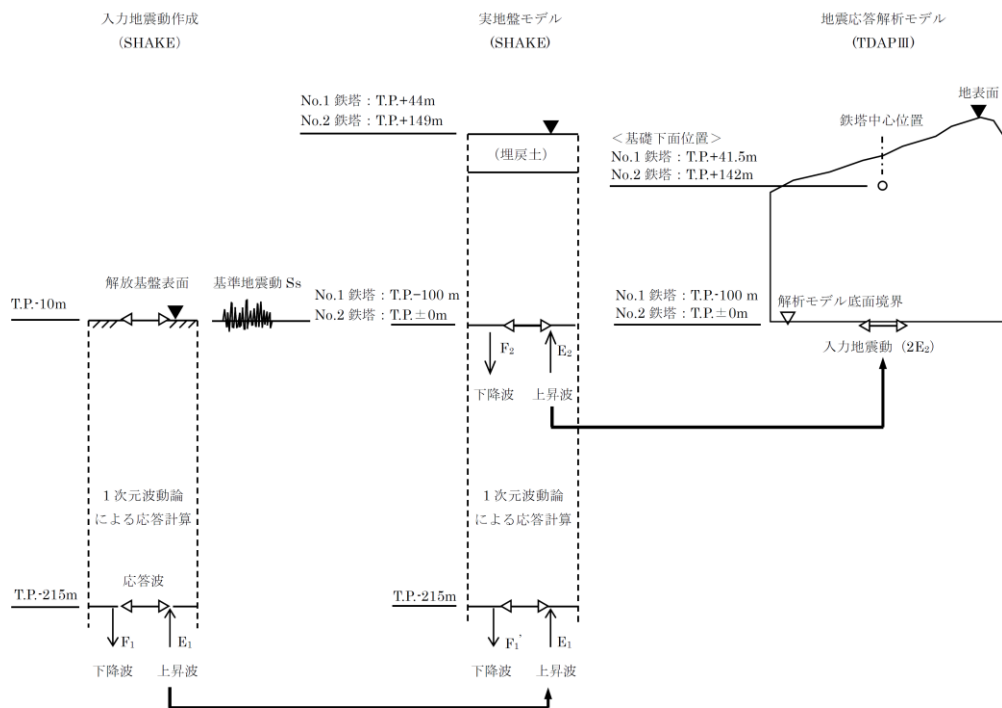 入力地震動作成
(SHAKE)
T.P.-10m
解放基盤表面
基準地震動 Ss
1 次元波動論
による応答計算
T.P.-215m
応答波
F₁
E₁
下降波
上昇波
実地盤モデル
(SHAKE)
No.1 鉄塔：T.P.+44m
No.2 鉄塔：T.P.+149m
(埋戻土)
No.1 鉄塔：T.P.−100 m
No.2 鉄塔：T.P.±0m
F₂
E₂
下降波
上昇波
1 次元波動論
による応答計算
T.P.-215m
F₁'
E₁
下降波
上昇波
地震応答解析モデル
(TDAPⅢ)
地表面
鉄塔中心位置
＜基礎下面位置＞
No.1 鉄塔：T.P.+41.5m
No.2 鉄塔：T.P.+142m
No.1 鉄塔：T.P.-100 m
No.2 鉄塔：T.P.±0m
解析モデル底面境界
入力地震動（2E₂）